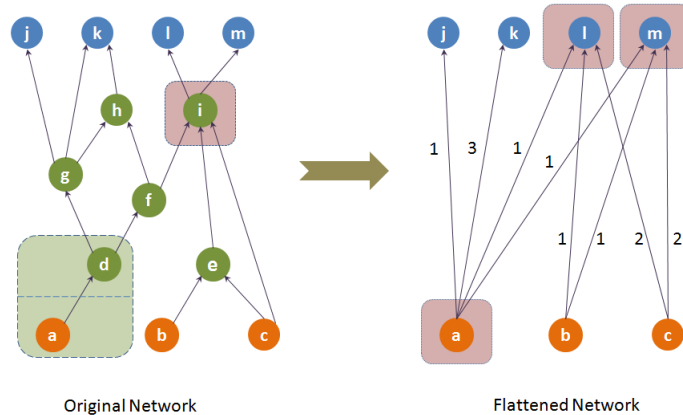 j k l m
h i
g f
d e
a b c
Original Network
j k l m
1 3 1 1
1 1 2 2
a b c
Flattened Network